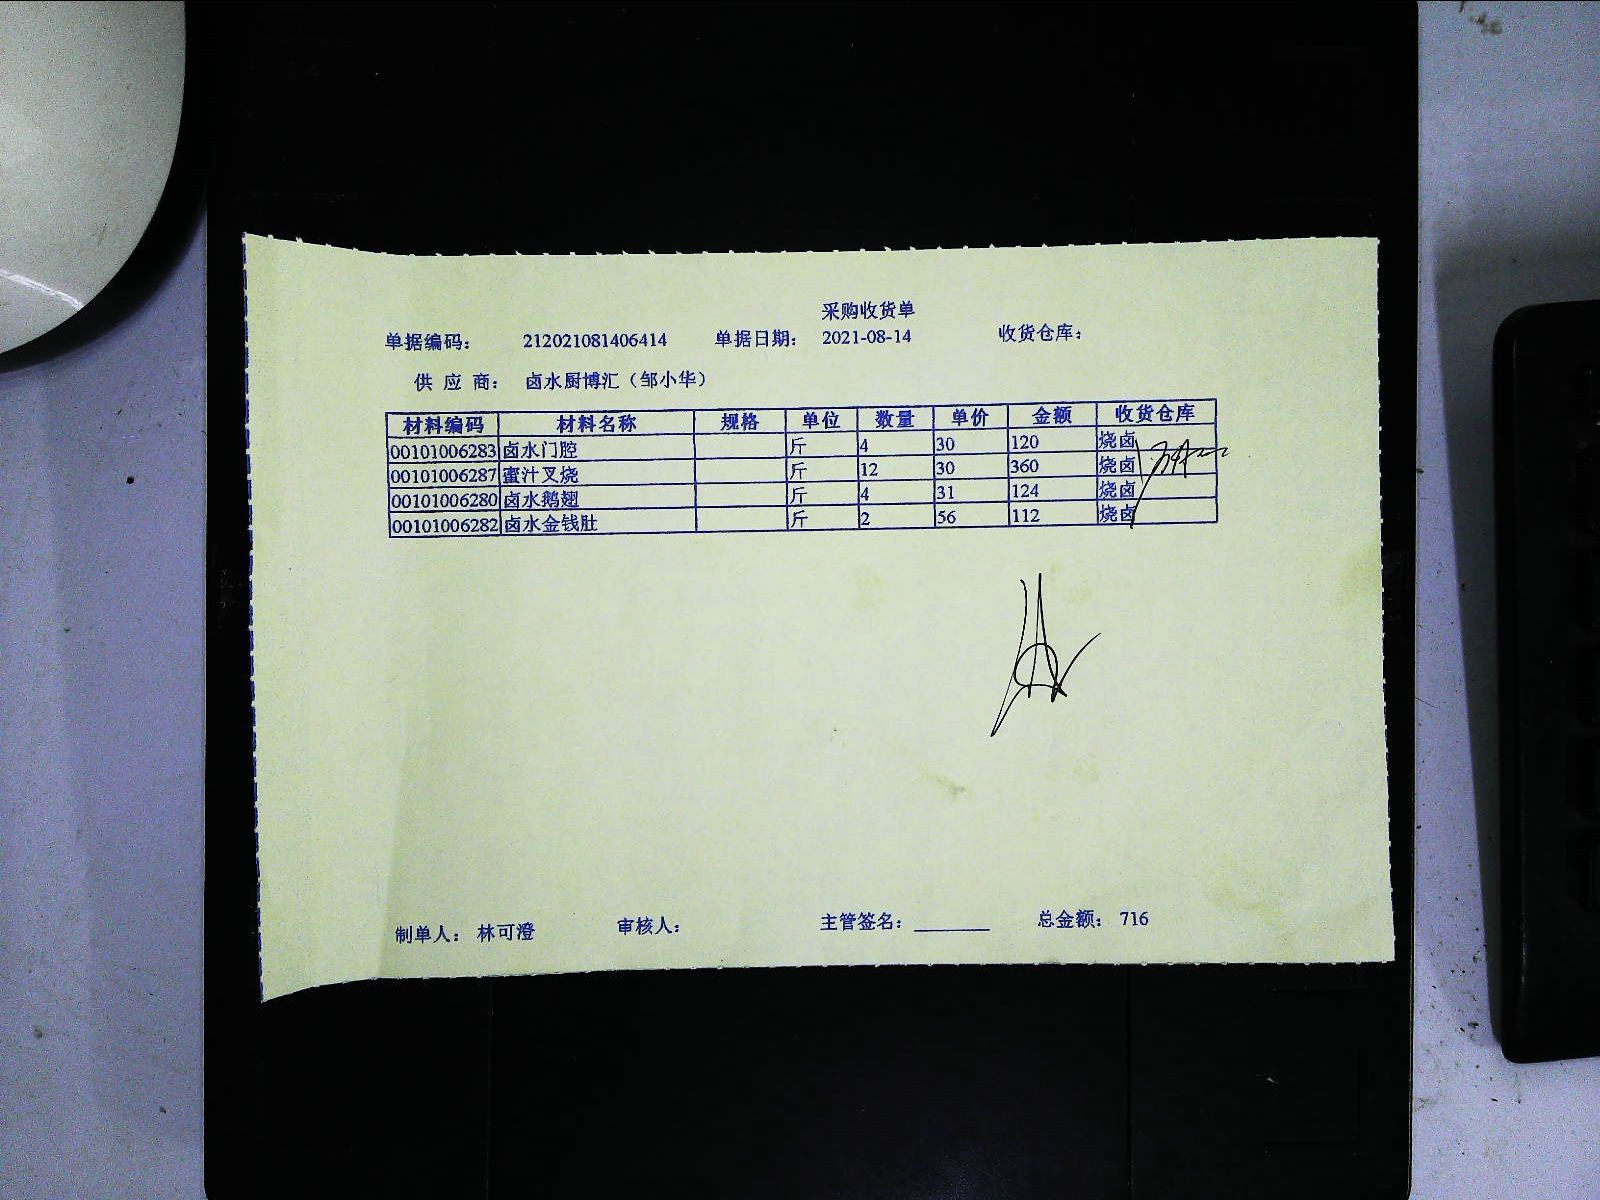 采购收货单
单据编码: 212021081406414 单据日期: 2021-08-14 收货仓库:
供应商: 卤水厨博汇(邹小华)
材料编码 材料名称 规格 单位 数量 单价 金额 收货仓库
00101006283 卤水门腔 斤 4 30 120 烧卤
00101006287 蜜汁叉烧 斤 12 30 360 烧卤
00101006280 卤水鹅翅 斤 4 31 124 烧卤
00101006282 卤水金钱肚 斤 2 56 112 烧卤
制单人: 林可澄 审核人: 主管签名: 总金额: 716